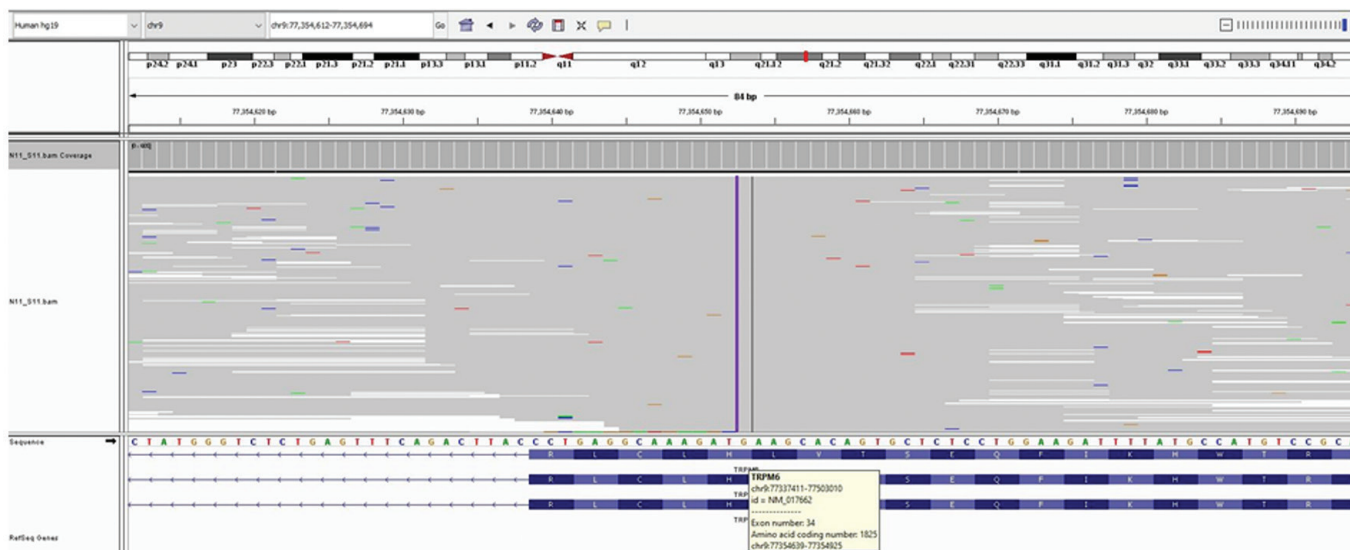 Human hg19 chr9 chr9:77,354,612-77,354,694 Go
p24.2 p24.1 p23 p22.3 p22.1 p21.3 p21.2 p21.1 p13.3 p13.1 p11.2 q11 q12 q13 q21.12 q21.2 q21.32 q22.1 q22.31 q22.33 q31.1 q31.2 q31.3 q32 q33.1 q33.2 q33.3 q34.11 q34.2
84 bp
77,354,620 bp 77,354,630 bp 77,354,640 bp 77,354,650 bp 77,354,660 bp 77,354,670 bp 77,354,680 bp 77,354,690 bp
N11_S11.bam Coverage
N11_S11.bam
Sequence C T A T G G G T C T C T G A G T T T C A G A C T T A C C C T G A G G C A A A G A T G A A G C A C A G T G C T C T C C T G G A A G A T T T T A T G C C A T G T C C G C
R L C L H L V T S E Q F I K H W T R
R L C L H S E Q F I K H W T R
R L C L H S E Q F I K H W T R
TRPM6
chr9:77337411-77503010
id = NM_017662
--------------
Exon number: 34
Amino acid coding number: 1825
chr9:77354639-77354925
RefSeq Genes